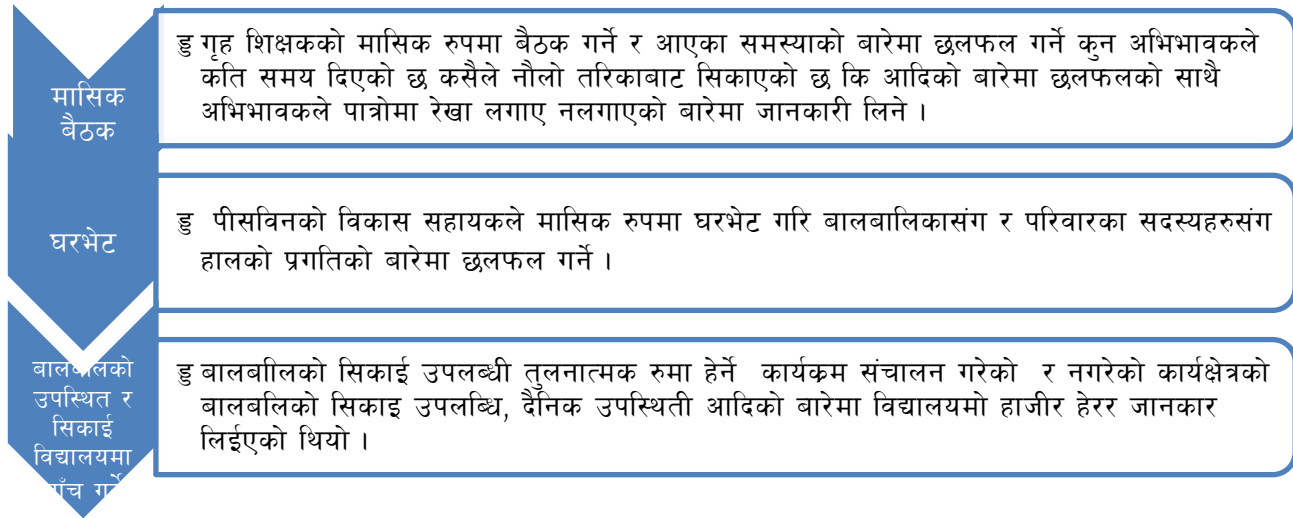 मासिक
बैठक
ड्ड गृह शिक्षकको मासिक रुपमा बैठक गर्ने र आएका समस्याको बारेमा छलफल गर्ने कुन अभिभावकले
कति समय दिएको छ कसैले नौलो तरिकाबाट सिकाएको छ कि आदिको बारेमा छलफलको साथै
अभिभावकले पात्रोमा रेखा लगाए नलगाएको बारेमा जानकारी लिने ।
घरभेट
ड्ड पीसविनको विकास सहायकले मासिक रुपमा घरभेट गरि बालबालिकासंग र परिवारका सदस्यहरुसंग
हालको प्रगतिको बारेमा छलफल गर्ने ।
उपस्थित र
सिकाई
विद्यालयमा
ड्ड बालबाीलिको सिकाई उपलब्धी तुलनात्मक रुमा हेर्ने कार्यक्रम संचालन गरेको र नगरेको कार्यक्षेत्रको
बालबलिको सिकाइ उपलब्धि, दैनिक उपस्थिती आदिको बारेमा विद्यालयमो हाजीर हेरर जानकार
लिईएको थियो ।